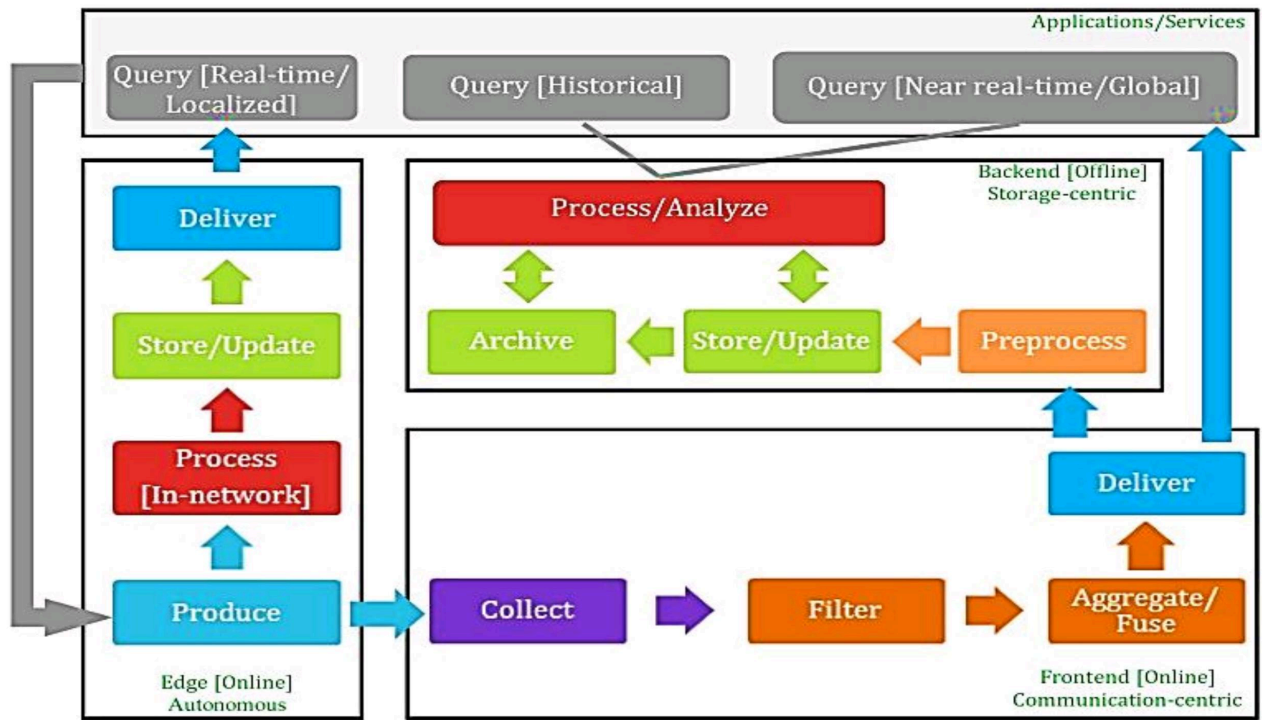 Applications/Services
Query [Real-time/
Localized]
Query [Historical]
Query [Near real-time/Global]
Deliver
Store/Update
Process
[In-network]
Produce
Edge [Online]
Autonomous
Backend [Offline]
Storage-centric
Process/Analyze
Archive
Store/Update
Preprocess
Deliver
Collect
Filter
Aggregate/
Fuse
Frontend [Online]
Communication-centric